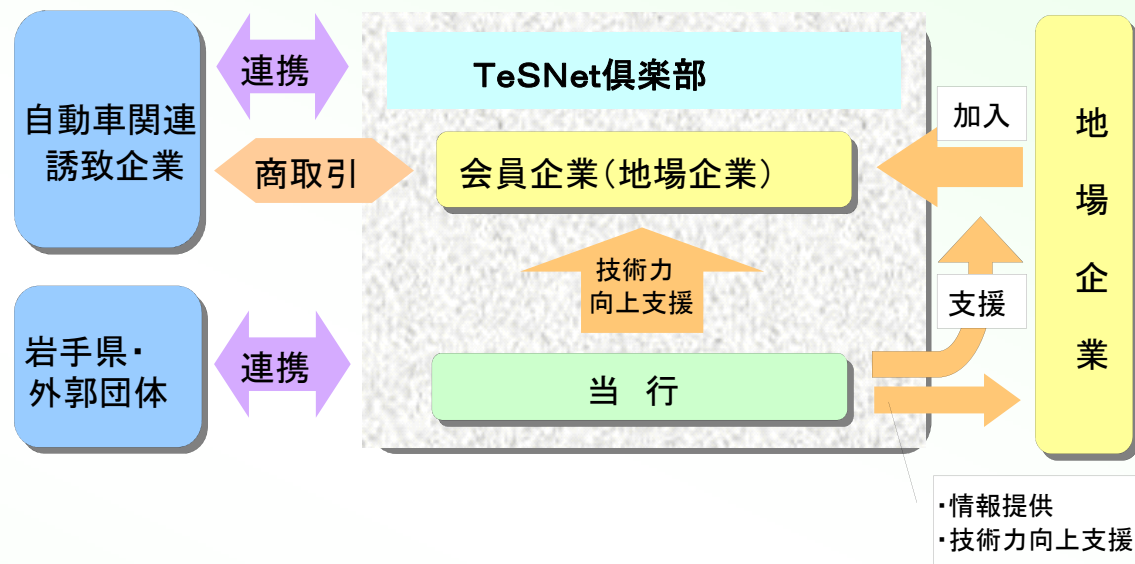 自動車関連
誘致企業
連携
商取引
TeSNet倶楽部
会員企業(地場企業)
加入
地場企業
技術力
向上支援
支援
岩手県・
外郭団体
連携
当 行
・情報提供
・技術力向上支援